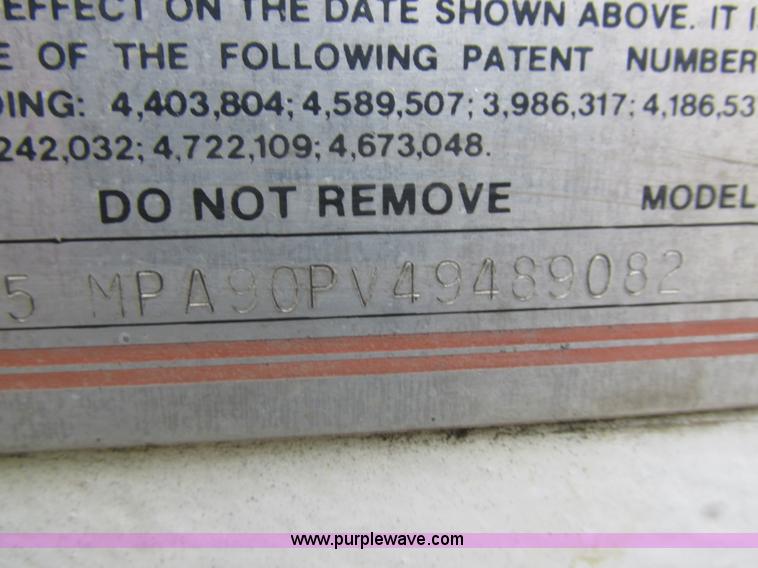 EFFECT ON THE DATE SHOWN ABOVE. IT I
E OF THE FOLLOWING PATENT NUMBER
DING: 4,403,804; 4,589,507; 3,986,317; 4,186,53
242,032; 4,722,109; 4,673,048.
DO NOT REMOVE MODEL
5 MPA90PV49489082
www.purplewave.com